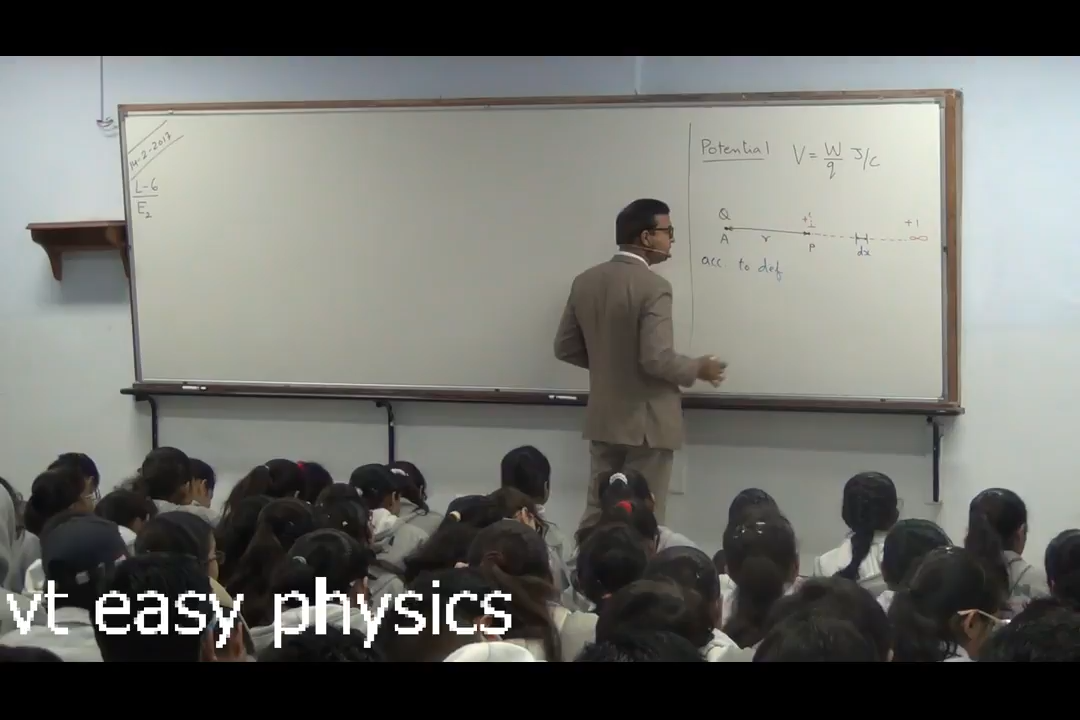 14-2-2017
L-6
E2
Potential V = W/q J/C
Q +1 +1
A r P dx ∞
acc. to def
vt easy physics